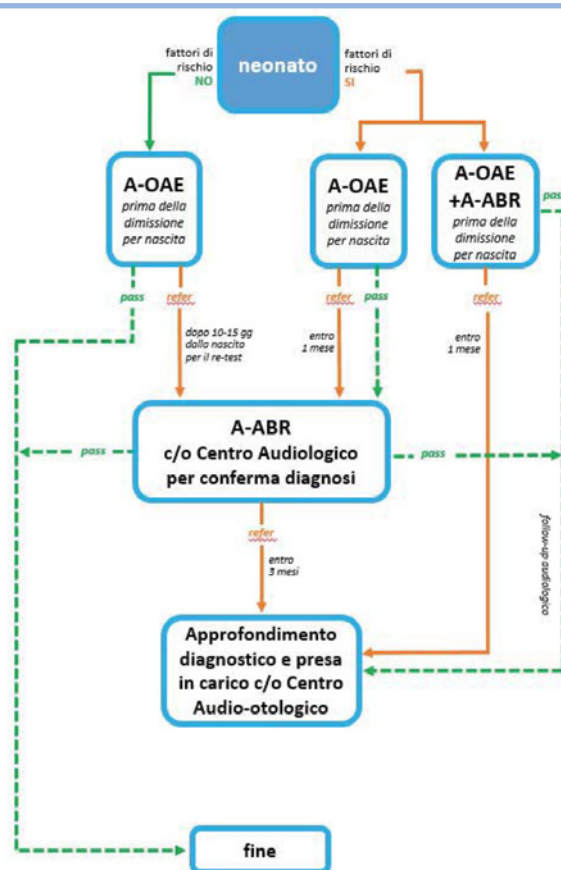 fattori di
rischio
NO
neonato
fattori di
rischio
SI
A-OAE
prima della
dimissione
per nascita
A-OAE
prima della
dimissione
per nascita
A-OAE
+A-ABR
prima della
dimissione
per nascita
pass
pass
refer
refer
pass
refer
dopo 10-15 gg
dalla nascita
per il re-test
entro
1 mese
entro
1 mese
A-ABR
c/o Centro Audiologico
per conferma diagnosi
pass
pass
refer
entro
3 mesi
follow-up audiologico
Approfondimento
diagnostico e presa
in carico c/o Centro
Audio-otologico
fine